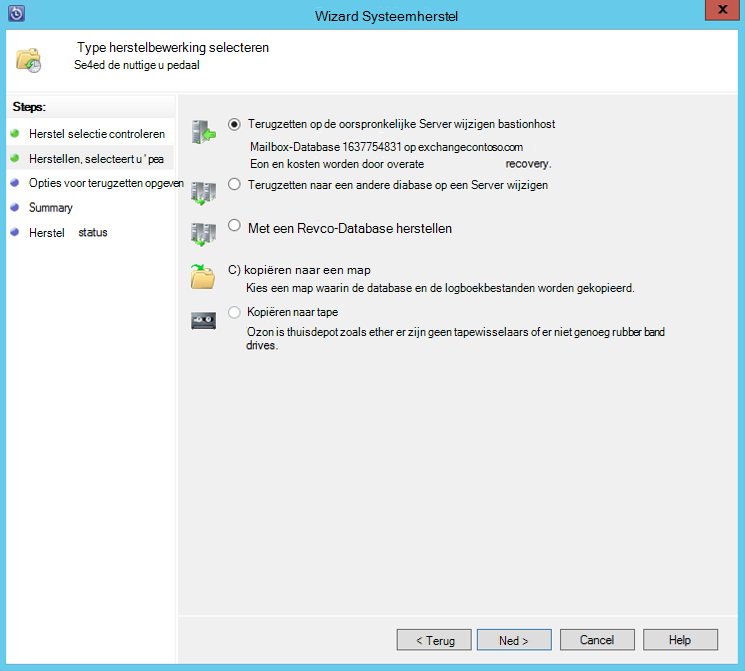 Wizard Systeemherstel
x
Type herstelbewerking selecteren
Se4ed de nuttige u pedaal
Steps:
Herstel selectie controleren
Herstellen, selecteert u ' pea
Opties voor terugzetten opgeven
Summary
Herstel status
Terugzetten op de oorspronkelijke Server wijzigen bastionhost
Mailbox-Database 1637754831 op exchangecontoso.com
Eon en kosten worden door overate recovery.
Terugzetten naar een andere diabase op een Server wijzigen
Met een Revco-Database herstellen
C) kopiëren naar een map
Kies een map waarin de database en de logboekbestanden worden gekopieerd.
Kopiëren naar tape
Ozon is thuisdepot zoals ether er zijn geen tapewisselaars of er niet genoeg rubber band
drives.
< Terug
Ned >
Cancel
Help